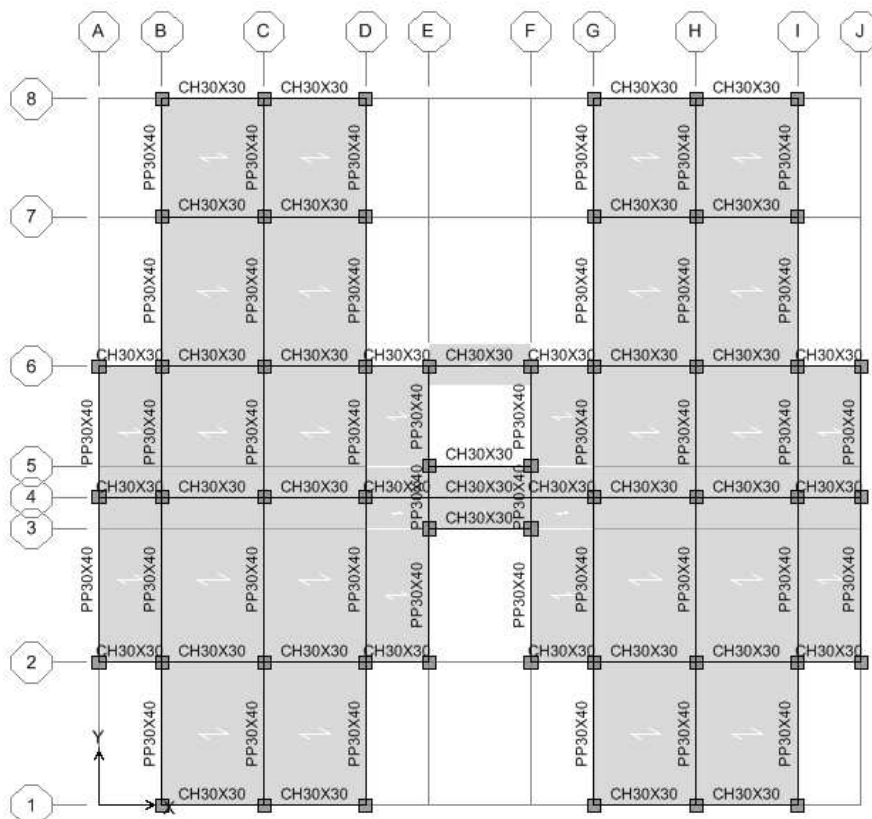 A B C D E F G H I J
8 CH30X30 CH30X30 CH30X30 CH30X30
PP30X40 PP30X40 PP30X40 PP30X40 PP30X40 PP30X40
7 CH30X30 CH30X30 CH30X30 CH30X30
PP30X40 PP30X40 PP30X40 PP30X40 PP30X40 PP30X40
6 CH30X30 CH30X30 CH30X30 CH30X30 CH30X30 CH30X30 CH30X30 CH30X30 CH30X30
PP30X40 PP30X40 PP30X40 PP30X40 PP30X40 PP30X40 PP30X40 PP30X40 PP30X40 PP30X40
5 CH30X30
PP30X40 PP30X40
4 CH30X30 CH30X30 CH30X30 CH30X30 CH30X30 CH30X30 CH30X30 CH30X30 CH30X30
3 CH30X30
PP30X40 PP30X40 PP30X40 PP30X40 PP30X40 PP30X40 PP30X40 PP30X40 PP30X40 PP30X40
2 CH30X30 CH30X30 CH30X30 CH30X30 CH30X30 CH30X30 CH30X30 CH30X30
PP30X40 PP30X40 PP30X40 PP30X40 PP30X40 PP30X40
Y
1 X CH30X30 CH30X30 CH30X30 CH30X30